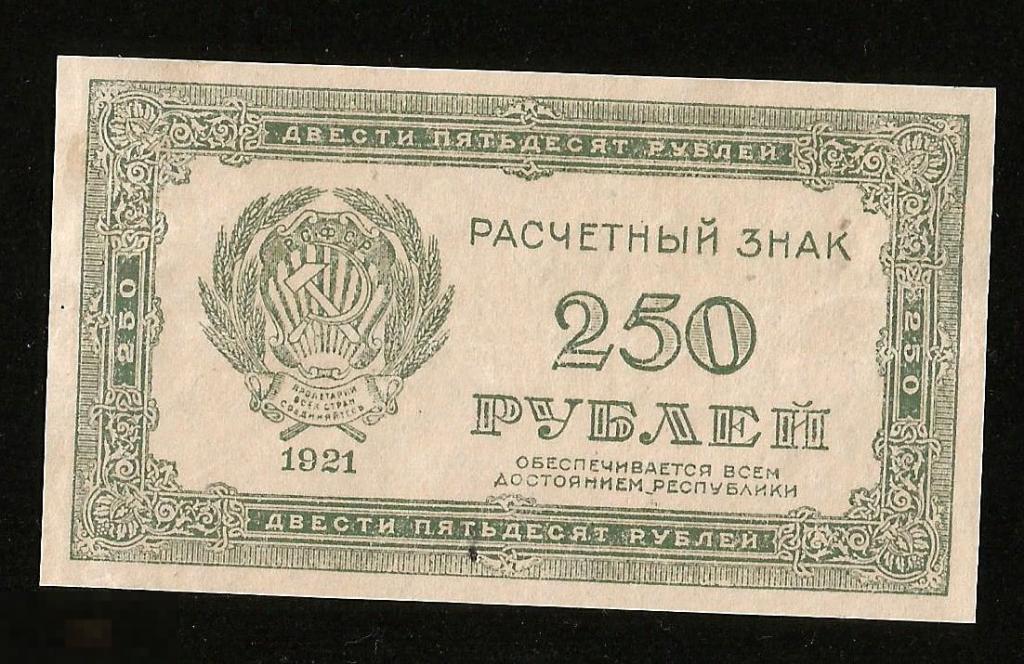 ДВЕСТИ ПЯТЬДЕСЯТ РУБЛЕЙ
РАСЧЕТНЫЙ ЗНАК
Р.С.Ф.С.Р.
250
250
250
РУБЛЕЙ
ПРОЛЕТАРИИ
ВСЕХ СТРАН
СОЕДИНЯЙТЕСЬ
1921
ОБЕСПЕЧИВАЕТСЯ ВСЕМ
ДОСТОЯНИЕМ РЕСПУБЛИКИ
ДВЕСТИ ПЯТЬДЕСЯТ РУБЛЕЙ